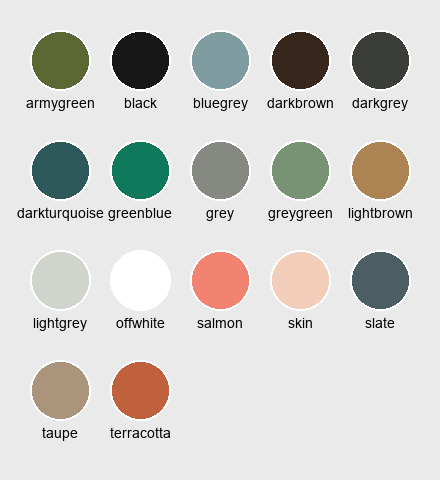 armygreen black bluegrey darkbrown darkgrey
darkturquoise greenblue grey greygreen lightbrown
lightgrey offwhite salmon skin slate
taupe terracotta